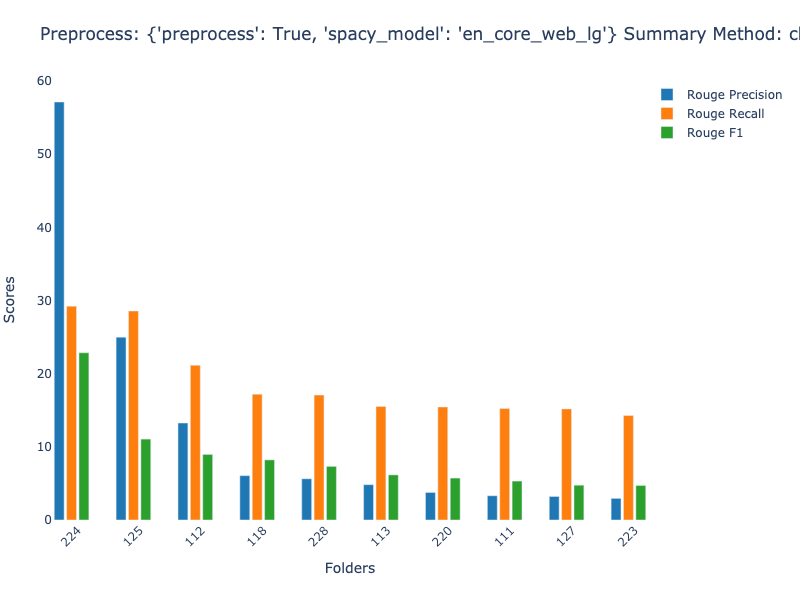 Preprocess: {'preprocess': True, 'spacy_model': 'en_core_web_lg'} Summary Method:
Rouge Precision
Rouge Recall
Rouge F1
Scores
60
50
40
30
20
10
0
224 125 112 118 228 113 220 111 127 223
Folders